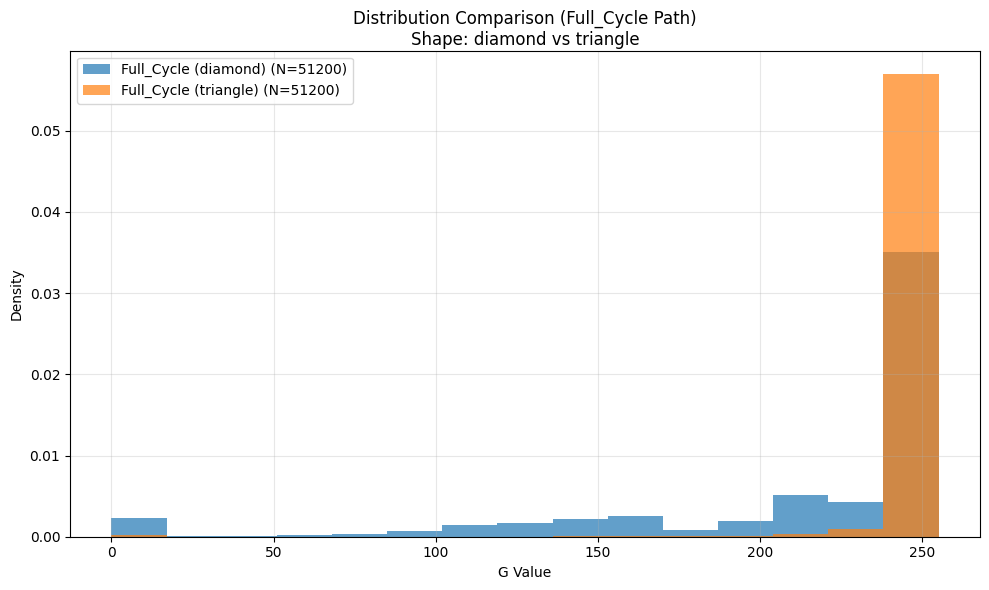 Distribution Comparison (Full_Cycle Path)
Shape: diamond vs triangle
Full_Cycle (diamond) (N=51200)
Full_Cycle (triangle) (N=51200)
0.05
0.04
0.03
0.02
0.01
0.00
Density
0 50 100 150 200 250
G Value